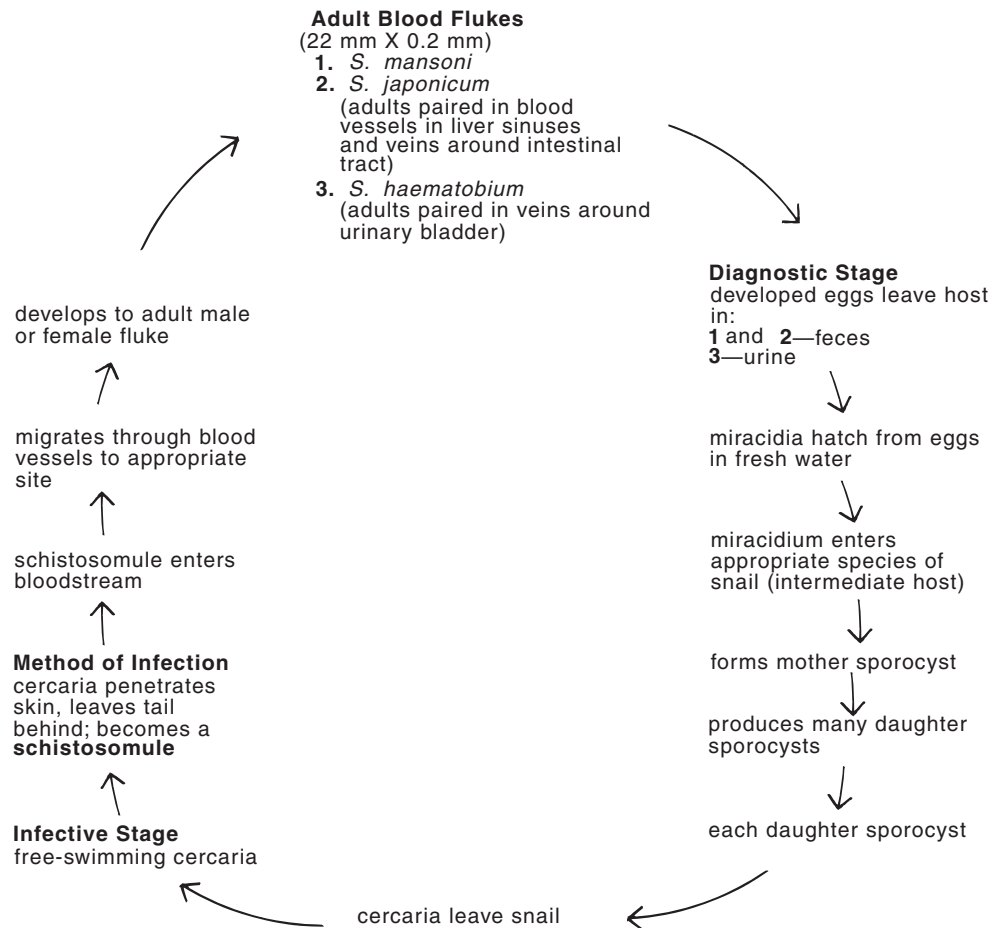 Adult Blood Flukes
(22 mm X 0.2 mm)
1. S. mansoni
2. S. japonicum
(adults paired in blood
vessels in liver sinuses
and veins around intestinal
tract)
3. S. haematobium
(adults paired in veins around
urinary bladder)
Diagnostic Stage
developed eggs leave host
in:
1 and 2—feces
3—urine
miracidia hatch from eggs
in fresh water
miracidium enters
appropriate species of
snail (intermediate host)
forms mother sporocyst
produces many daughter
sporocysts
each daughter sporocyst
cercaria leave snail
Infective Stage
free-swimming cercaria
Method of Infection
cercaria penetrates
skin, leaves tail
behind; becomes a
schistosomule
schistosomule enters
bloodstream
migrates through blood
vessels to appropriate
site
develops to adult male
or female fluke